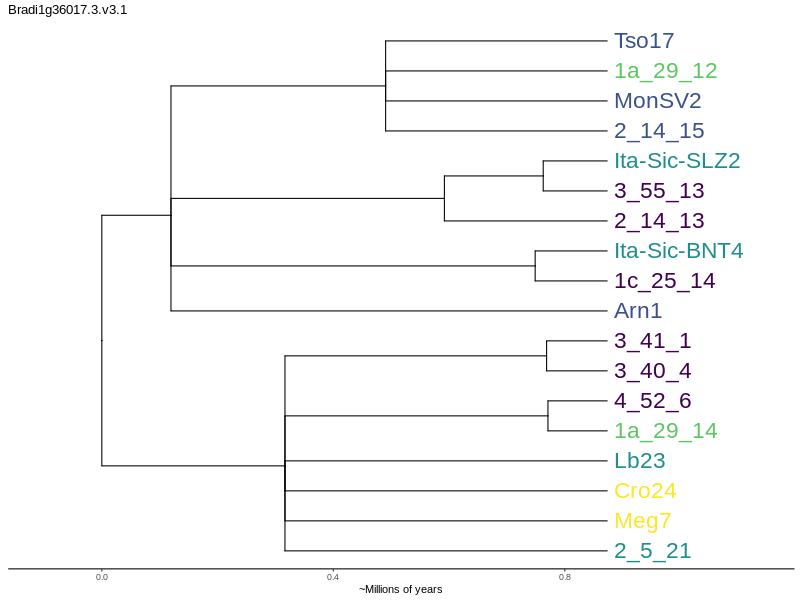 Bradi1g36017.3.v3.1
Tso17
1a_29_12
MonSV2
2_14_15
Ita-Sic-SLZ2
3_55_13
2_14_13
Ita-Sic-BNT4
1c_25_14
Arn1
3_41_1
3_40_4
4_52_6
1a_29_14
Lb23
Cro24
Meg7
2_5_21
0.0 0.4 0.8
~Millions of years